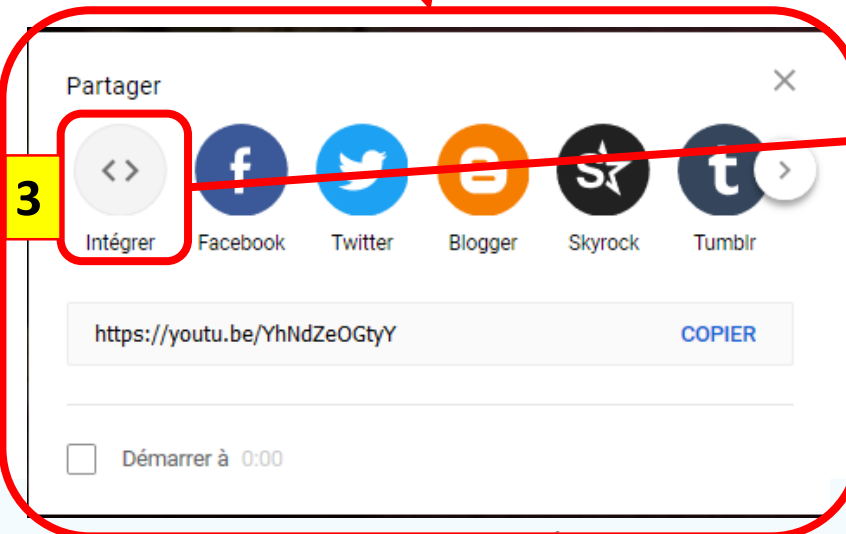 Partager
3
Intégrer Facebook Twitter Blogger Skyrock Tumblr
https://youtu.be/YhNdZeOGtyY COPIER
Démarrer à 0:00